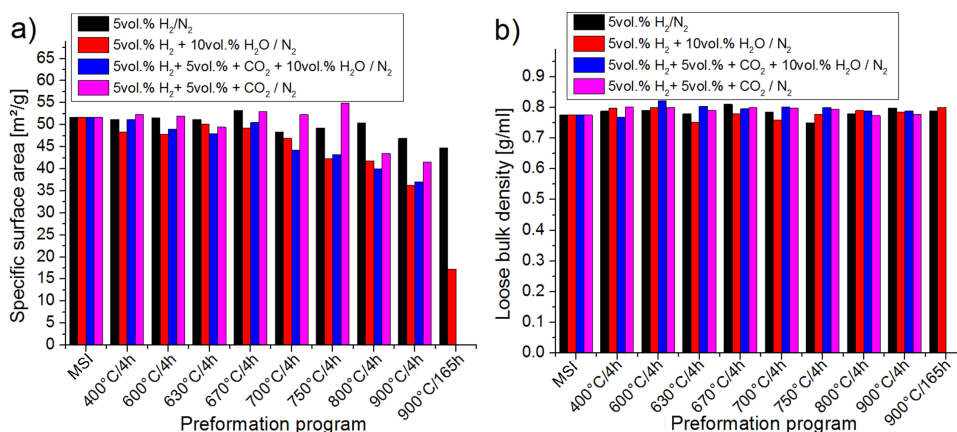 a)
5vol.% H₂/N₂
5vol.% H₂ + 10vol.% H₂O / N₂
5vol.% H₂+ 5vol.% + CO₂ + 10vol.% H₂O / N₂
5vol.% H₂+ 5vol.% + CO₂ / N₂
Specific surface area [m²/g]
65
60
55
50
45
40
35
30
25
20
15
10
5
0
MSI
400°C/4h
600°C/4h
630°C/4h
670°C/4h
700°C/4h
750°C/4h
800°C/4h
900°C/4h
900°C/165h
Preformation program
b)
5vol.% H₂/N₂
5vol.% H₂ + 10vol.% H₂O / N₂
5vol.% H₂+ 5vol.% + CO₂ + 10vol.% H₂O / N₂
5vol.% H₂+ 5vol.% + CO₂ / N₂
Loose bulk density [g/ml]
0.9
0.8
0.7
0.6
0.5
0.4
0.3
0.2
0.1
0.0
MSI
400°C/4h
600°C/4h
630°C/4h
670°C/4h
700°C/4h
750°C/4h
800°C/4h
900°C/4h
900°C/165h
Preformation program